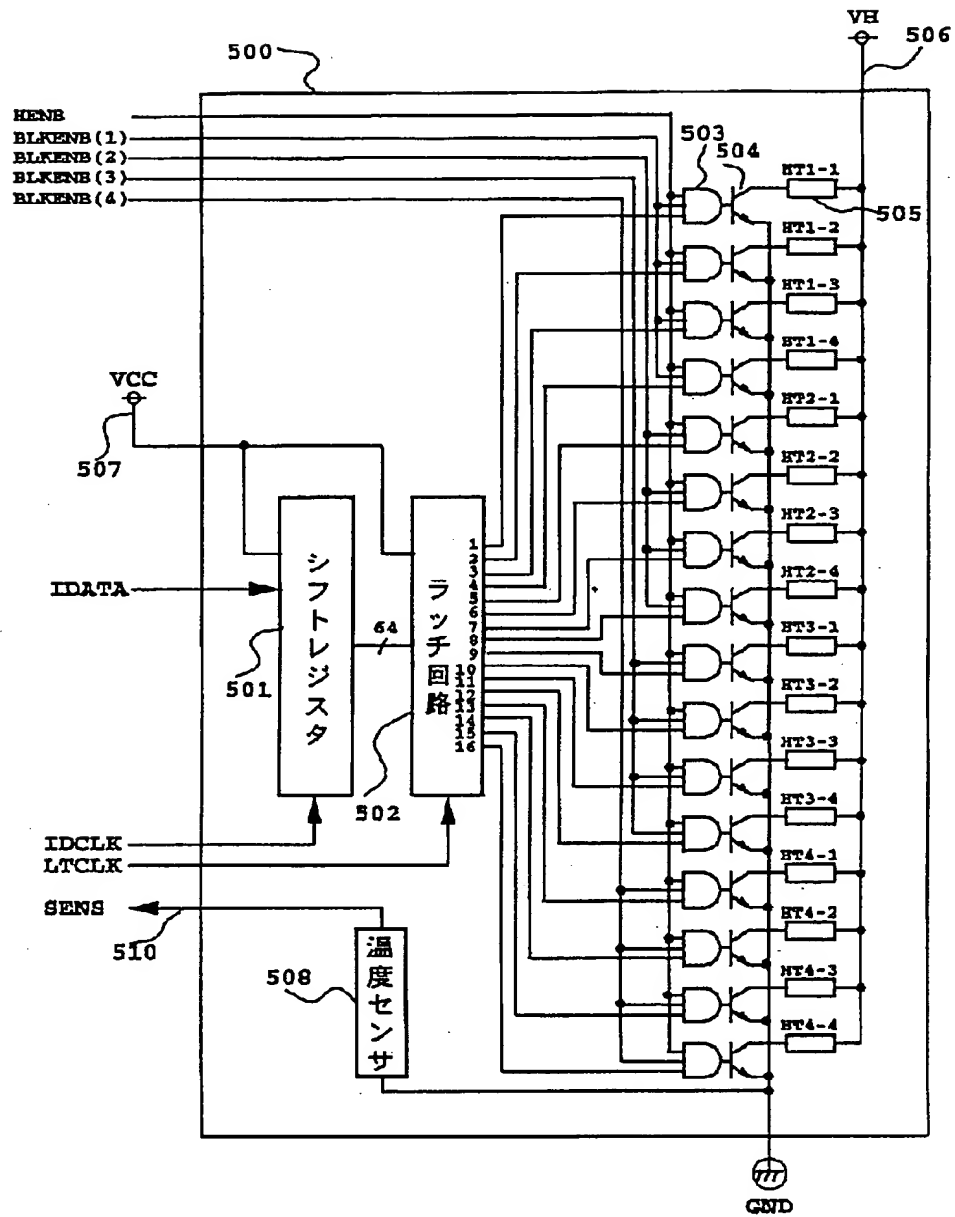 VH
506
500
HENB
BLKENB(1)
BLKENB(2)
BLKENB(3)
BLKENB(4)
503
504
HT1-1
505
HT1-2
HT1-3
HT1-4
HT2-1
HT2-2
HT2-3
HT2-4
HT3-1
HT3-2
HT3-3
HT3-4
HT4-1
HT4-2
HT4-3
HT4-4
VCC
507
IDATA
シフトレジスタ
501
64
ラッチ回路
502
1
2
3
4
5
6
7
8
9
10
11
12
13
14
15
16
IDCLK
LTCLK
SENS
510
508
温度センサ
GND